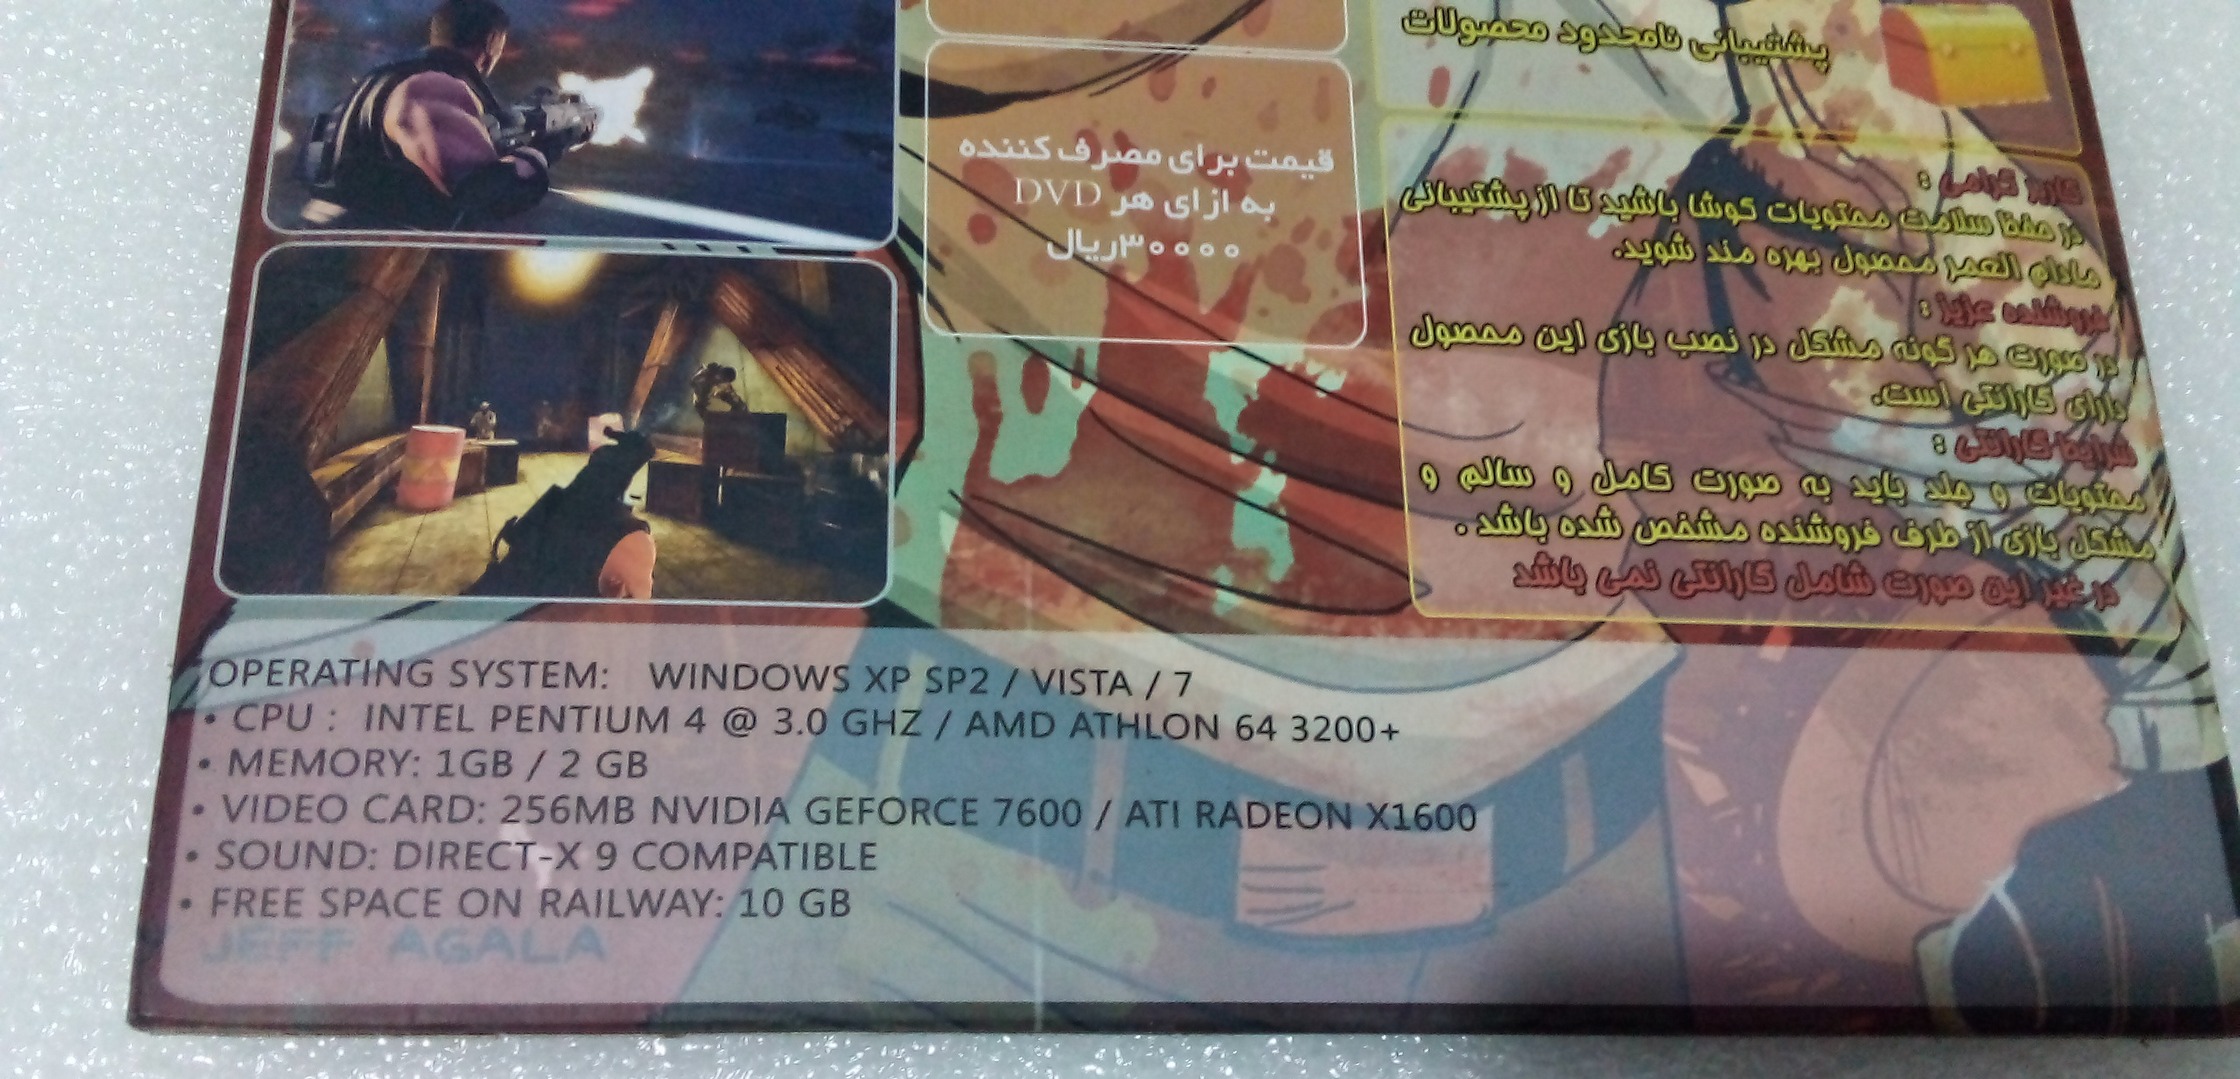 پشتیبانی نامحدود محصولات
قیمت برای مصرف کننده
به ازای هر DVD
۳۰۰۰۰ریال
کاربر گرامی :
در حفظ سلامت محتویات کوشا باشید تا از پشتیبانی
مادام العمر محصول بهره مند شوید.
فروشنده عزیز :
در صورت هر گونه مشکل در نصب بازی این محصول
دارای گارانتی است.
شرایط گارانتی :
محتویات و جلد باید به صورت کامل و سالم و
مشکل بازی از طرف فروشنده مشخص شده باشد .
در غیر این صورت شامل گارانتی نمی باشد
OPERATING SYSTEM: WINDOWS XP SP2 / VISTA / 7
• CPU : INTEL PENTIUM 4 @ 3.0 GHZ / AMD ATHLON 64 3200+
• MEMORY: 1GB / 2 GB
• VIDEO CARD: 256MB NVIDIA GEFORCE 7600 / ATI RADEON X1600
• SOUND: DIRECT-X 9 COMPATIBLE
• FREE SPACE ON RAILWAY: 10 GB
JEFF AGALA